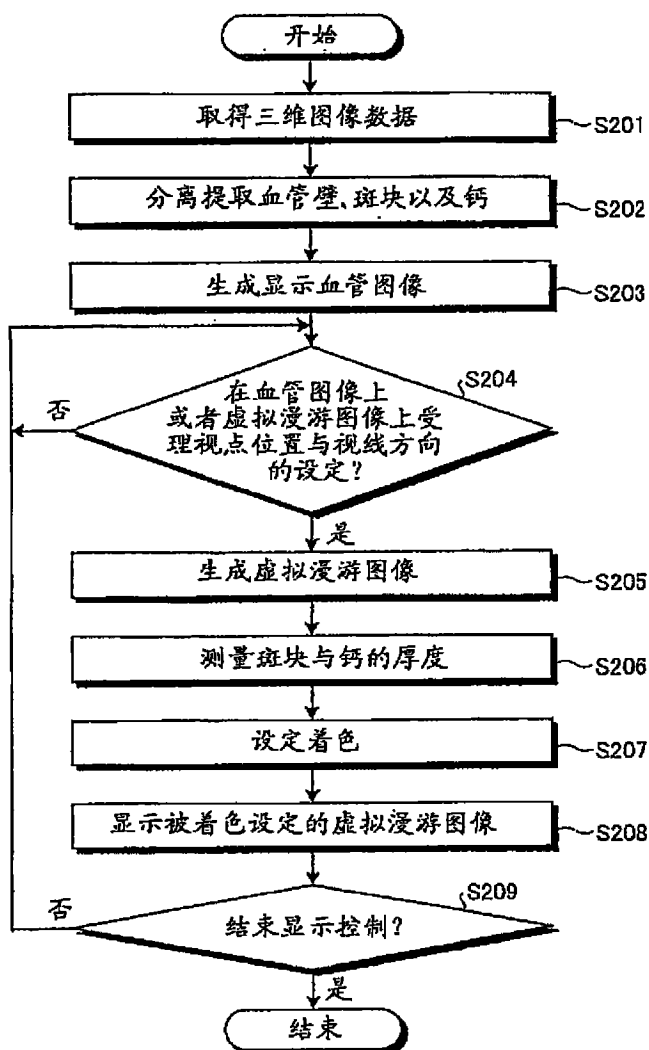 开始
取得三维图像数据
S201
分离提取血管壁、斑块以及钙
S202
生成显示血管图像
S203
S204
在血管图像上
或者虚拟漫游图像上受
理视点位置与视线方向
的设定?
否
是
生成虚拟漫游图像
S205
测量斑块与钙的厚度
S206
设定着色
S207
显示被着色设定的虚拟漫游图像
S208
S209
否
结束显示控制?
是
结束